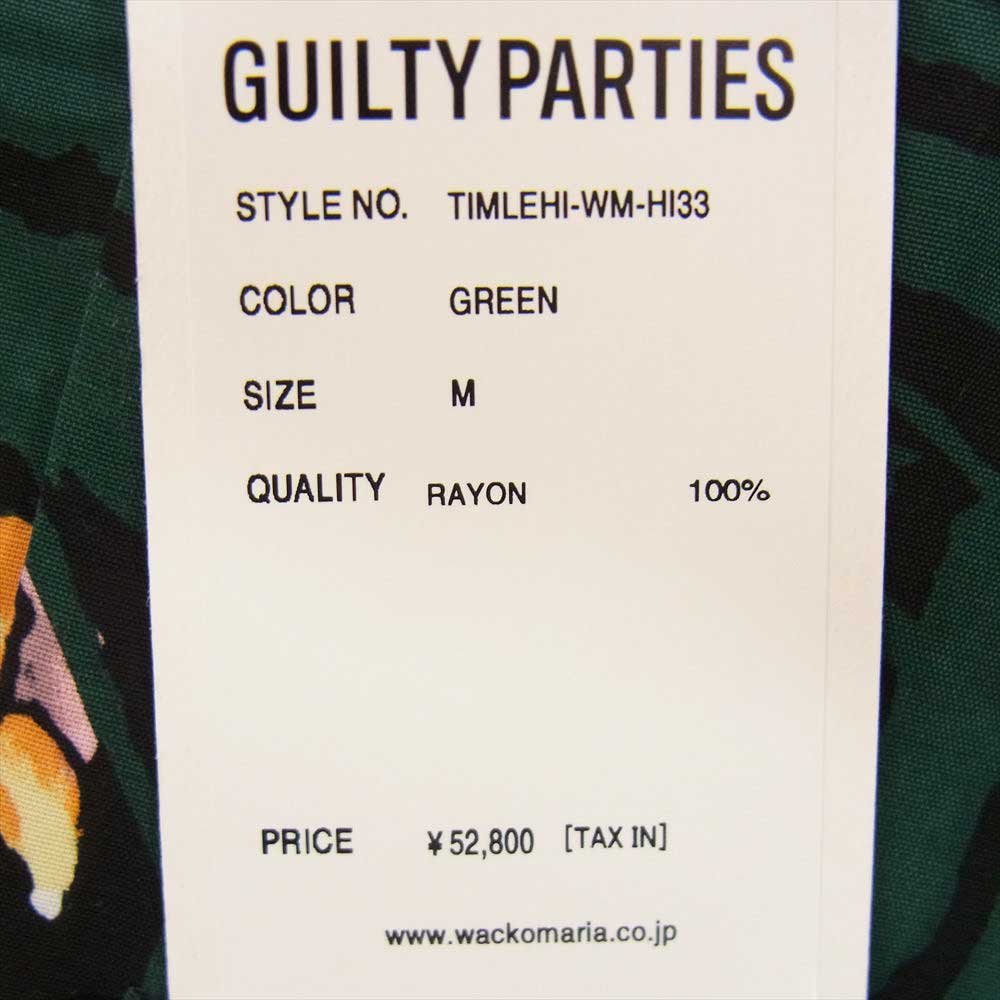 GUILTY PARTIES
STYLE NO. TIMLEHI-WM-HI33
COLOR GREEN
SIZE M
QUALITY RAYON 100%
PRICE ¥52,800 [TAX IN]
www.wackomaria.co.jp